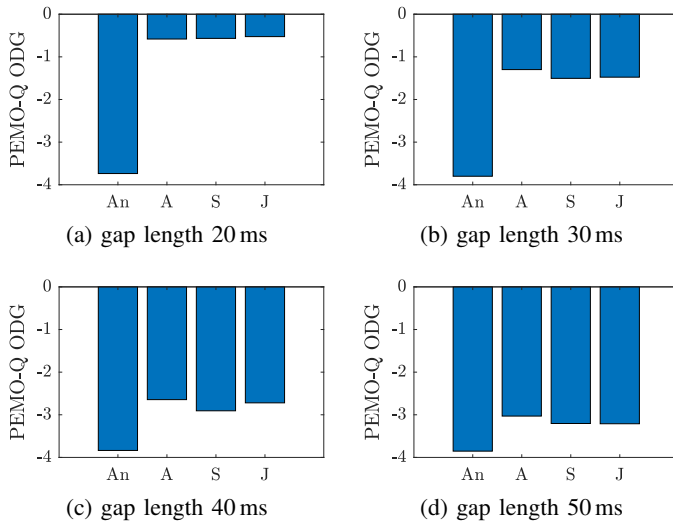 0
-1
-2
-3
-4
PEMO-Q ODG
An A S J
(a) gap length 20 ms
0
-1
-2
-3
-4
PEMO-Q ODG
An A S J
(b) gap length 30 ms
0
-1
-2
-3
-4
PEMO-Q ODG
An A S J
(c) gap length 40 ms
0
-1
-2
-3
-4
PEMO-Q ODG
An A S J
(d) gap length 50 ms